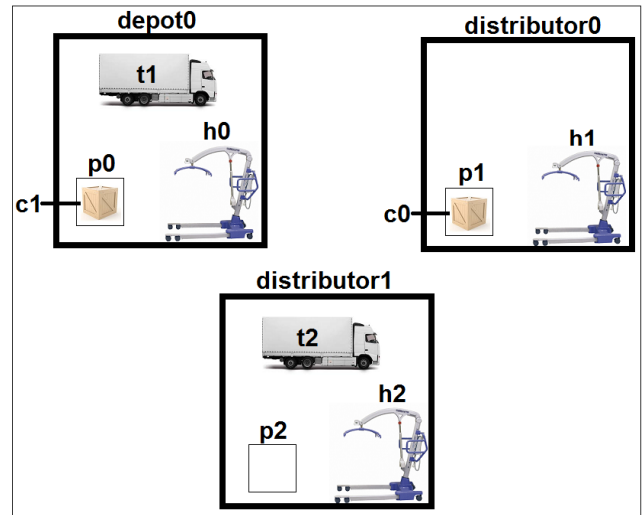 depot0
distributor0
t1
h0
h1
p0
p1
c1
c0
distributor1
t2
h2
p2